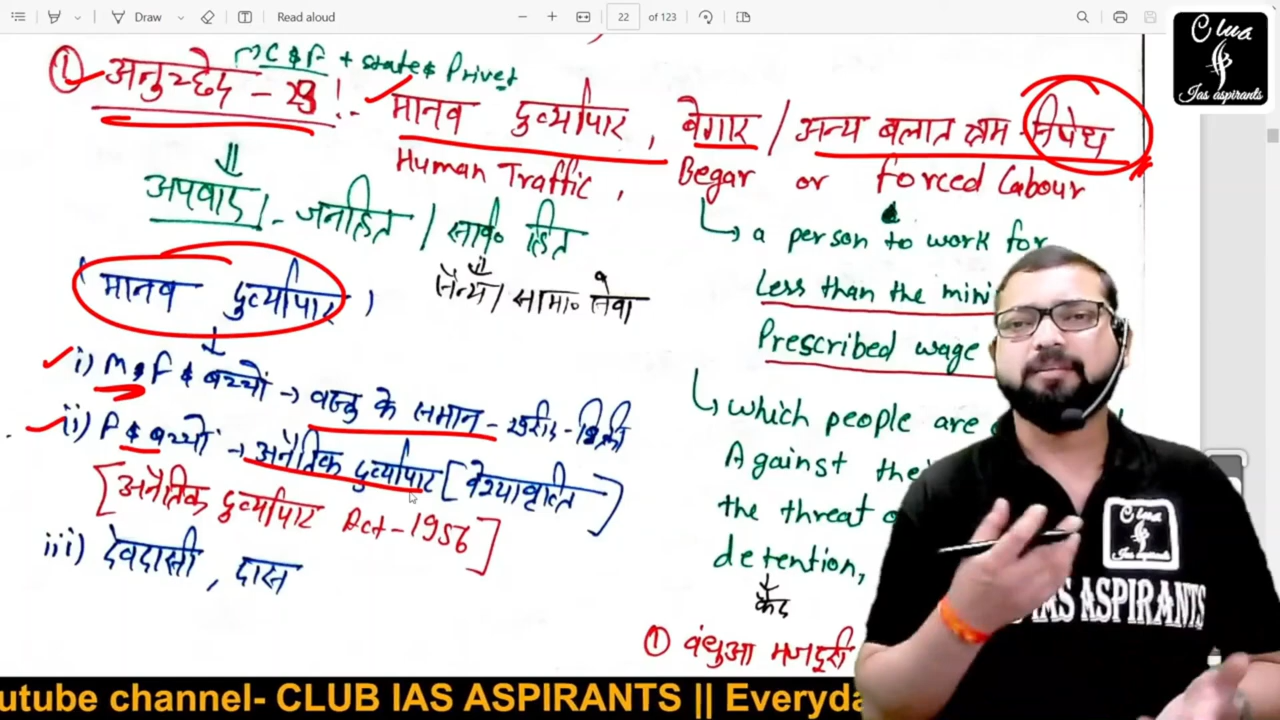 Draw
Read aloud
22 of 123
Club
Ias aspirants
→ C & F + state & Privet
① अनुच्छेद - 23 !- मानव दुर्व्यापार, बेगार / अन्य बलात श्रम निषेध
Human Traffic, Begar or forced Labour
अपवाद !- जनहित / सार्व० हित
सैन्य / सामा० सेवा
↳ a person to work for
Less than the mini
Prescribed wage
(मानव दुर्व्यापार)
i) M & F & बच्चों → वस्तु के समान - खरीद - बिक्री
ii) F & बच्चों → अनैतिक दुर्व्यापार [वेश्यावृत्ति]
[अनैतिक दुर्व्यापार Act - 1956]
iii) देवदासी, दास
↳ which people are
Against the
the threat
detention,
कैद
① बंधुआ मजदूरी
CLUB
IAS ASPIRANTS
utube channel- CLUB IAS ASPIRANTS || Everyda